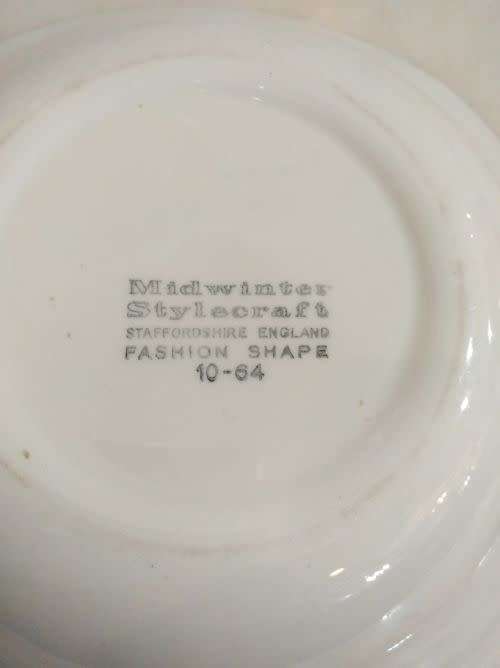 Midwinter
Stylecraft
STAFFORDSHIRE ENGLAND
FASHION SHAPE
10-64